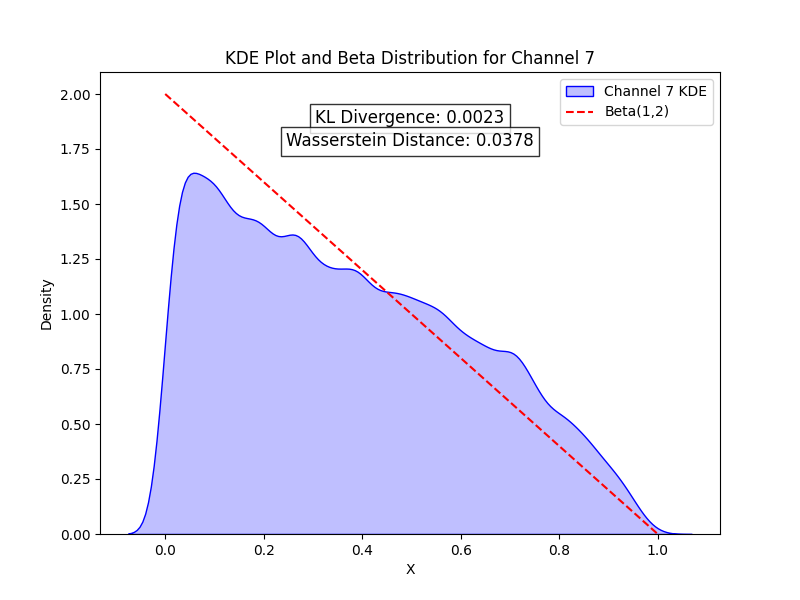 KDE Plot and Beta Distribution for Channel 7
KL Divergence: 0.0023
Wasserstein Distance: 0.0378
Channel 7 KDE
Beta(1,2)
Density
2.00
1.75
1.50
1.25
1.00
0.75
0.50
0.25
0.00
0.0 0.2 0.4 0.6 0.8 1.0
X